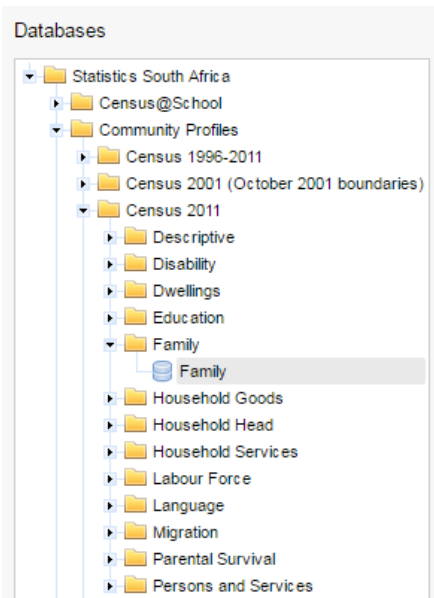 Databases
Statistics South Africa
Census@School
Community Profiles
Census 1996-2011
Census 2001 (October 2001 boundaries)
Census 2011
Descriptive
Disability
Dwellings
Education
Family
Family
Household Goods
Household Head
Household Services
Labour Force
Language
Migration
Parental Survival
Persons and Services